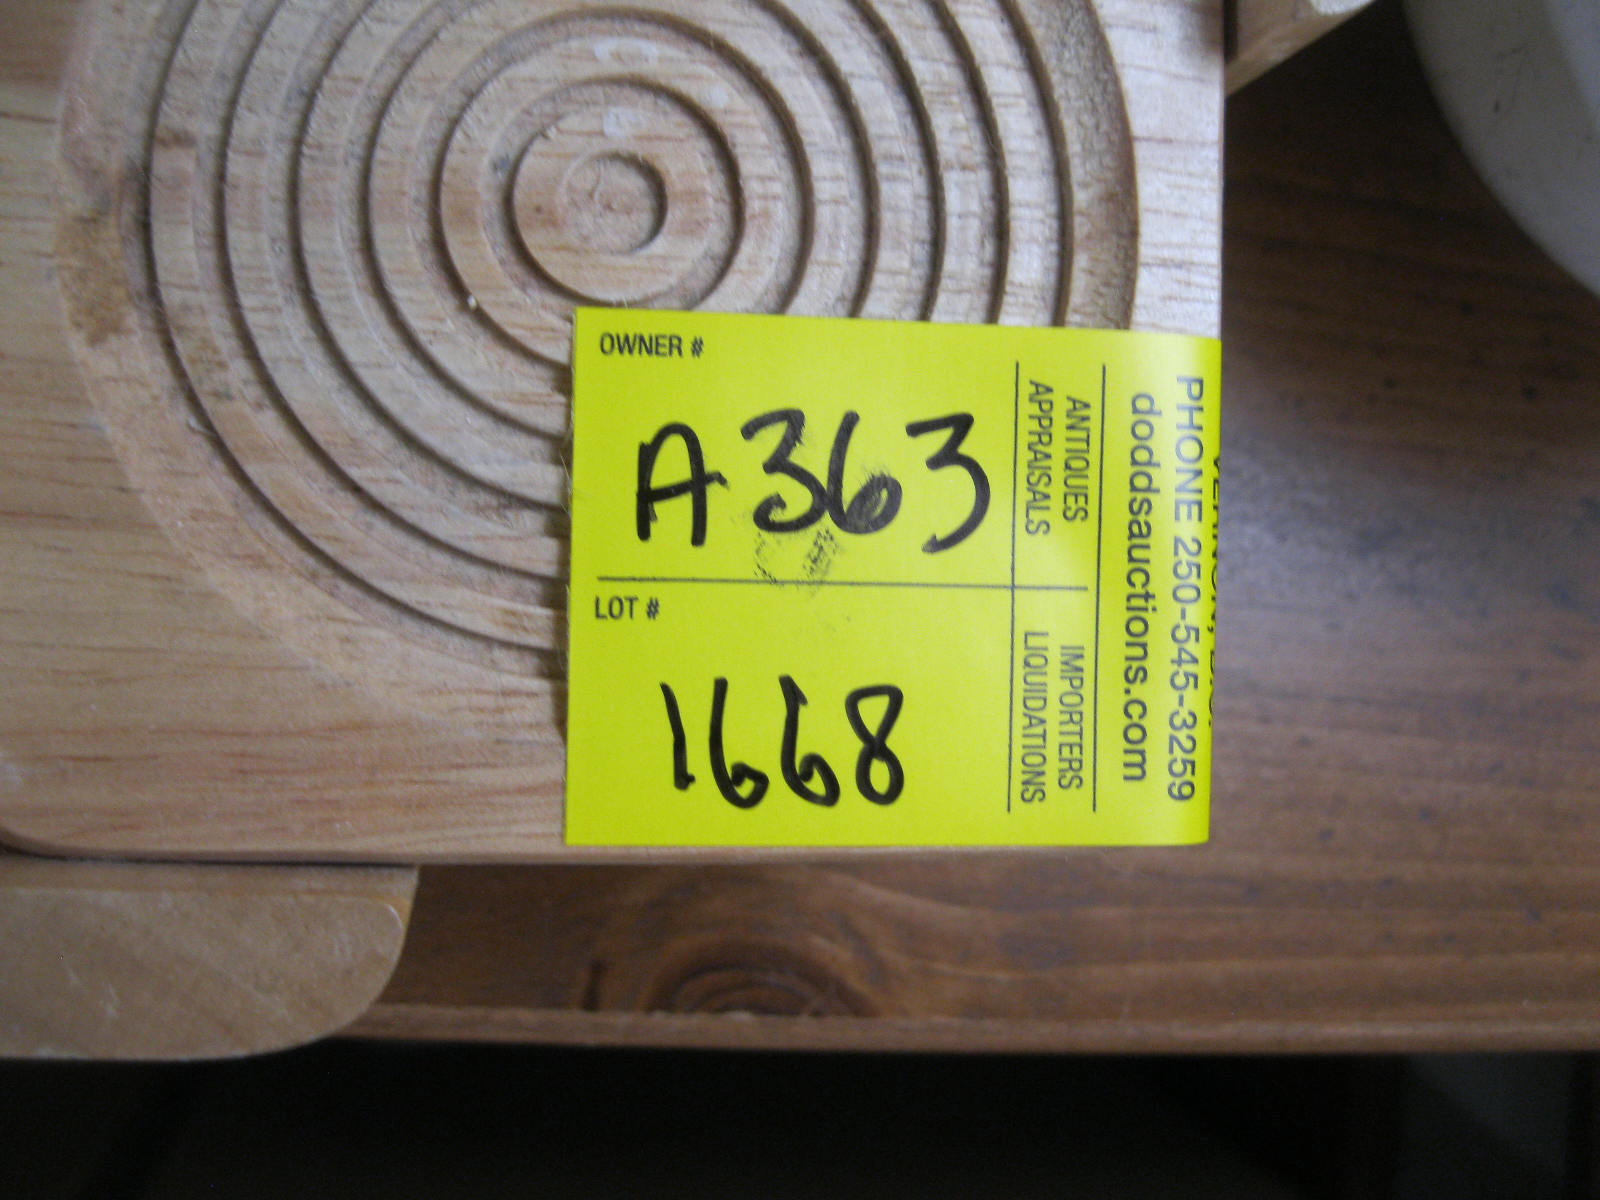 OWNER #
A363
LOT #
1668
PHONE 250-545-3259
doddsauctions.com
ANTIQUES
APPRAISALS
IMPORTERS
LIQUIDATIONS